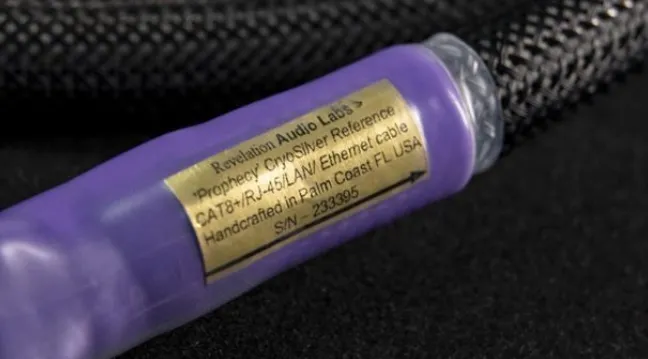 Revelation Audio Labs >
'Prophecy' CryoSilver Reference
CAT8+/RJ-45/LAN/ Ethernet cable
Handcrafted in Palm Coast FL USA
S/N - 233395